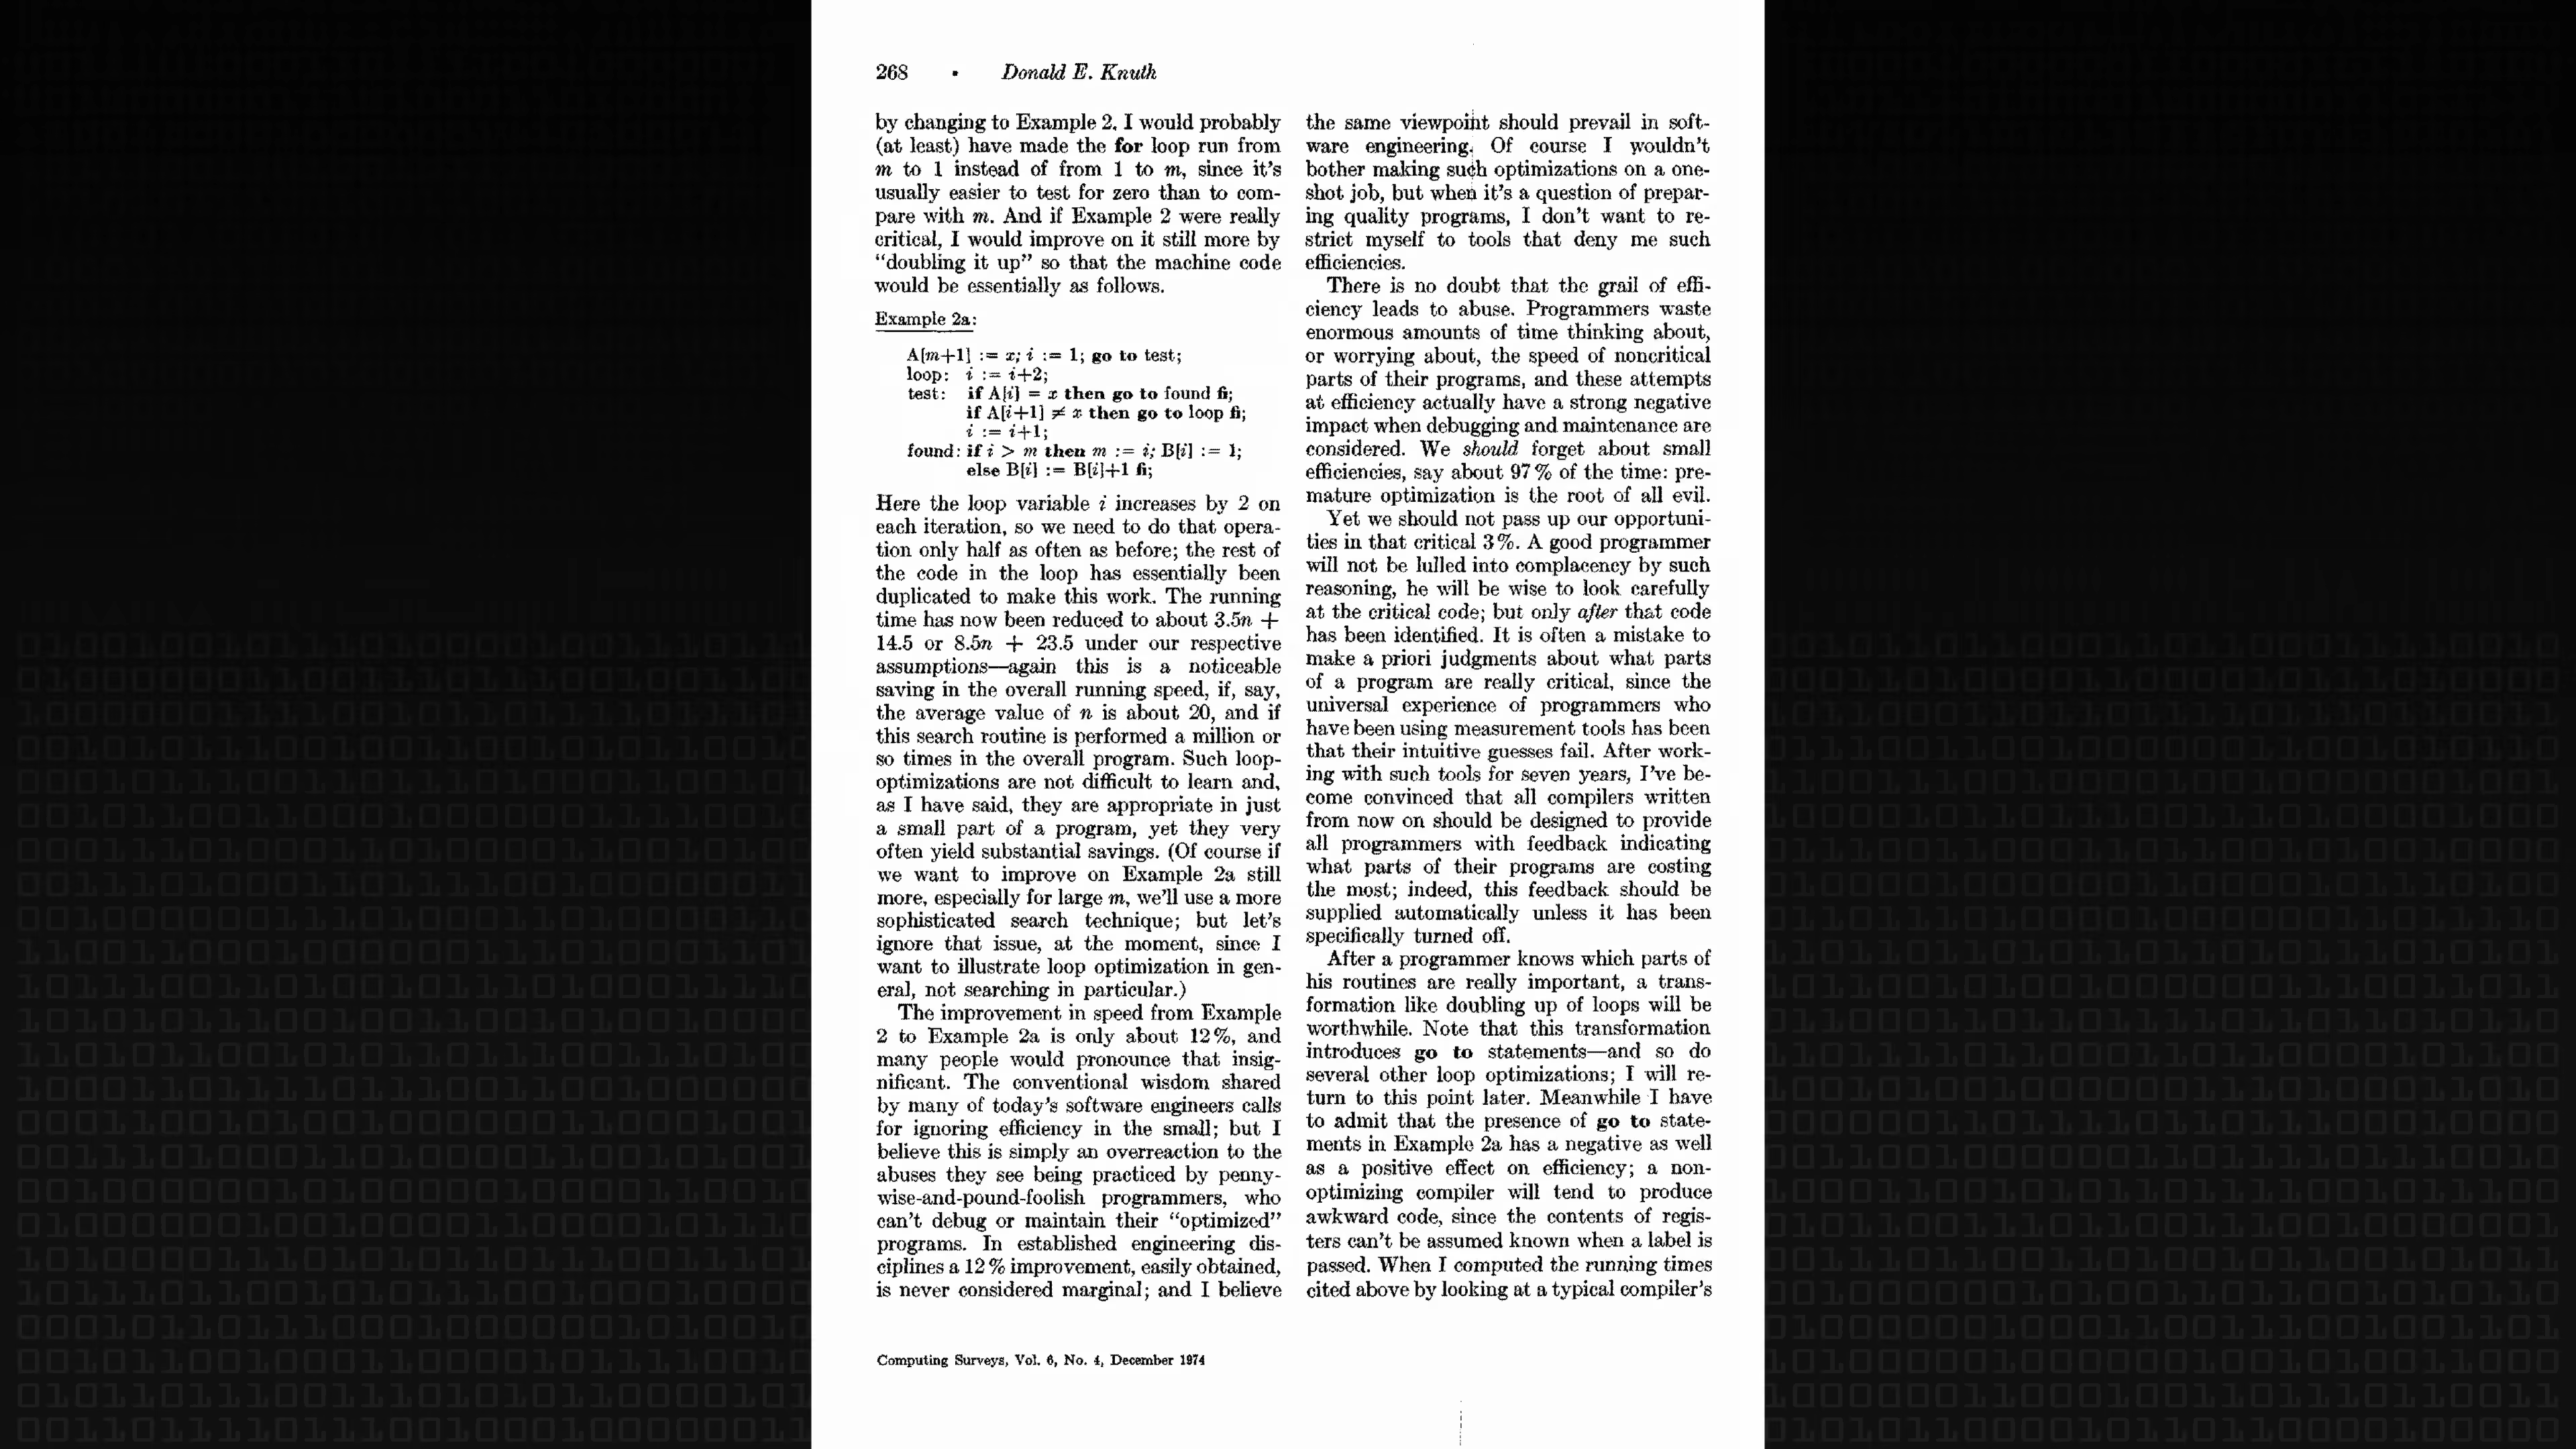 268 • Donald E. Knuth
by changing to Example 2. I would probably
(at least) have made the for loop run from
m to 1 instead of from 1 to m, since it's
usually easier to test for zero than to com-
pare with m. And if Example 2 were really
critical, I would improve on it still more by
“doubling it up” so that the machine code
would be essentially as follows.
Example 2a:
A[m+1] := x; i := 1; go to test;
loop: i := i+2;
test: if A[i] = x then go to found fi;
if A[i+1] ≠ x then go to loop fi;
i := i+1;
found: if i > m then m := i; B[i] := 1;
else B[i] := B[i]+1 fi;
Here the loop variable i increases by 2 on
each iteration, so we need to do that opera-
tion only half as often as before; the rest of
the code in the loop has essentially been
duplicated to make this work. The running
time has now been reduced to about 3.5n +
14.5 or 8.5n + 23.5 under our respective
assumptions—again this is a noticeable
saving in the overall running speed, if, say,
the average value of n is about 20, and if
this search routine is performed a million or
so times in the overall program. Such loop-
optimizations are not difficult to learn and,
as I have said, they are appropriate in just
a small part of a program, yet they very
often yield substantial savings. (Of course if
we want to improve on Example 2a still
more, especially for large m, we'll use a more
sophisticated search technique; but let's
ignore that issue, at the moment, since I
want to illustrate loop optimization in gen-
eral, not searching in particular.)
The improvement in speed from Example
2 to Example 2a is only about 12%, and
many people would pronounce that insig-
nificant. The conventional wisdom shared
by many of today's software engineers calls
for ignoring efficiency in the small; but I
believe this is simply an overreaction to the
abuses they see being practiced by penny-
wise-and-pound-foolish programmers, who
can't debug or maintain their “optimized”
programs. In established engineering dis-
ciplines a 12% improvement, easily obtained,
is never considered marginal; and I believe
the same viewpoint should prevail in soft-
ware engineering. Of course I wouldn't
bother making such optimizations on a one-
shot job, but when it's a question of prepar-
ing quality programs, I don't want to re-
strict myself to tools that deny me such
efficiencies.
There is no doubt that the grail of effi-
ciency leads to abuse. Programmers waste
enormous amounts of time thinking about,
or worrying about, the speed of noncritical
parts of their programs, and these attempts
at efficiency actually have a strong negative
impact when debugging and maintenance are
considered. We should forget about small
efficiencies, say about 97% of the time: pre-
mature optimization is the root of all evil.
Yet we should not pass up our opportuni-
ties in that critical 3%. A good programmer
will not be lulled into complacency by such
reasoning, he will be wise to look carefully
at the critical code; but only after that code
has been identified. It is often a mistake to
make a priori judgments about what parts
of a program are really critical, since the
universal experience of programmers who
have been using measurement tools has been
that their intuitive guesses fail. After work-
ing with such tools for seven years, I've be-
come convinced that all compilers written
from now on should be designed to provide
all programmers with feedback indicating
what parts of their programs are costing
the most; indeed, this feedback should be
supplied automatically unless it has been
specifically turned off.
After a programmer knows which parts of
his routines are really important, a trans-
formation like doubling up of loops will be
worthwhile. Note that this transformation
introduces go to statements—and so do
several other loop optimizations; I will re-
turn to this point later. Meanwhile I have
to admit that the presence of go to state-
ments in Example 2a has a negative as well
as a positive effect on efficiency; a non-
optimizing compiler will tend to produce
awkward code, since the contents of regis-
ters can't be assumed known when a label is
passed. When I computed the running times
cited above by looking at a typical compiler's
Computing Surveys, Vol. 6, No. 4, December 1974